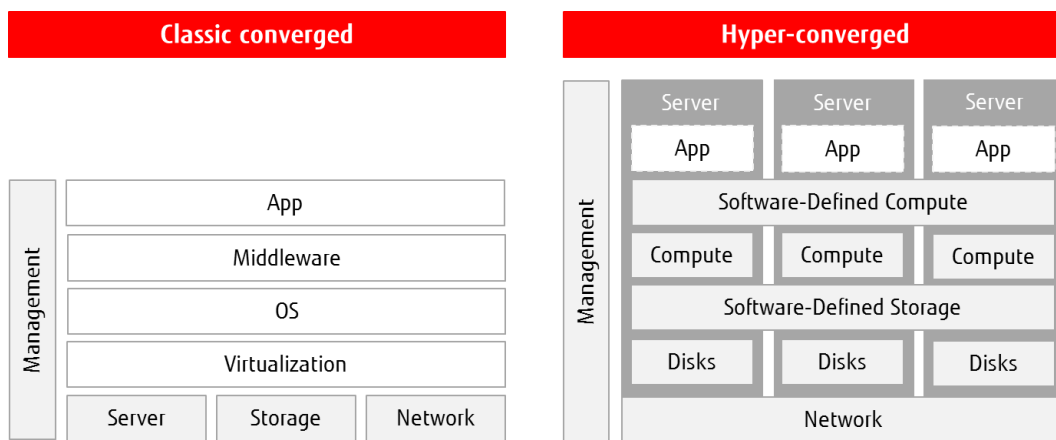 Classic converged
Management
App
Middleware
OS
Virtualization
Server Storage Network
Hyper-converged
Management
Server Server Server
App App App
Software-Defined Compute
Compute Compute Compute
Software-Defined Storage
Disks Disks Disks
Network